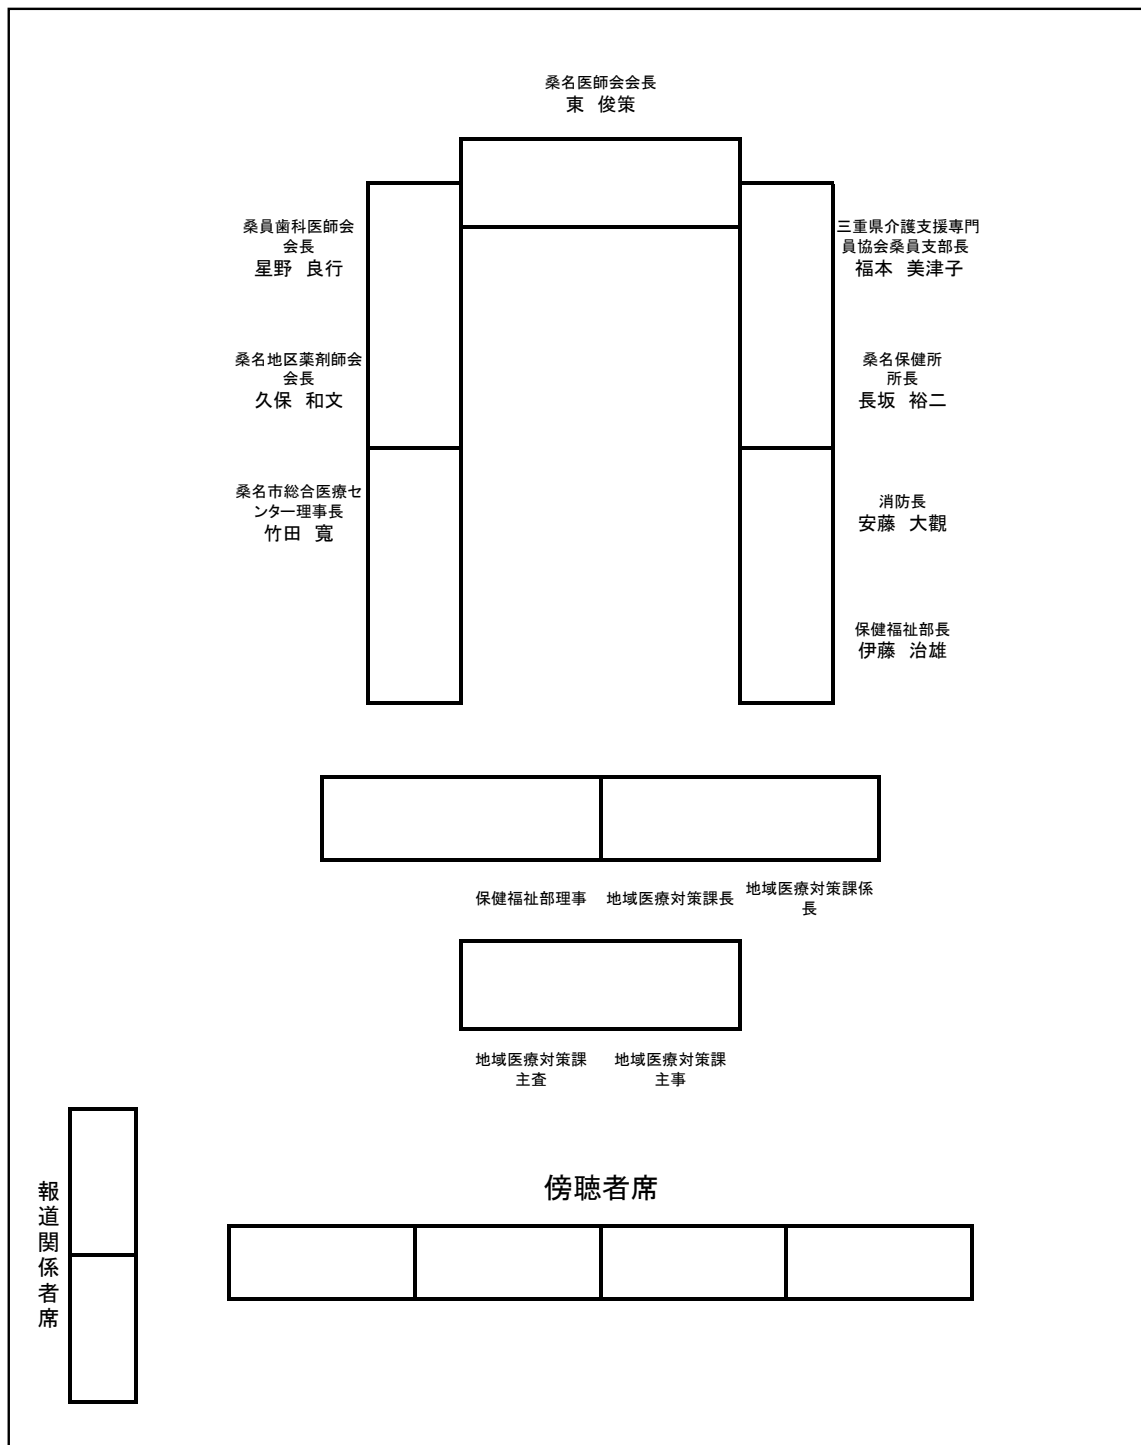 桑名医師会会長
東　俊策
桑員歯科医師会
会長
星野　良行
三重県介護支援専門
員協会桑員支部長
福本　美津子
桑名地区薬剤師会
会長
久保　和文
桑名保健所
所長
長坂　裕二
桑名市総合医療セ
ンター理事長
竹田　寛
消防長
安藤　大觀
保健福祉部長
伊藤　治雄
保健福祉部理事
地域医療対策課長
地域医療対策課係
長
地域医療対策課
主査
地域医療対策課
主事
報道関係者席
傍聴者席